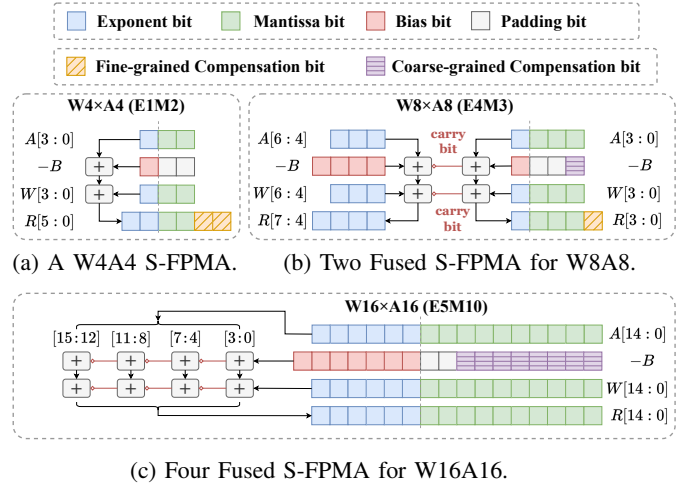 Exponent bit Mantissa bit Bias bit Padding bit
Fine-grained Compensation bit Coarse-grained Compensation bit
W4×A4 (E1M2)
A[3 : 0]
−B
+
W[3 : 0]
+
R[5 : 0]
(a) A W4A4 S-FPMA.
W8×A8 (E4M3)
A[6 : 4] carry bit A[3 : 0]
−B + + −B
W[6 : 4] + + W[3 : 0]
R[7 : 4] carry bit R[3 : 0]
(b) Two Fused S-FPMA for W8A8.
W16×A16 (E5M10)
[15:12] [11:8] [7:4] [3:0] A[14 : 0]
+ + + + −B
+ + + + W[14 : 0]
R[14 : 0]
(c) Four Fused S-FPMA for W16A16.